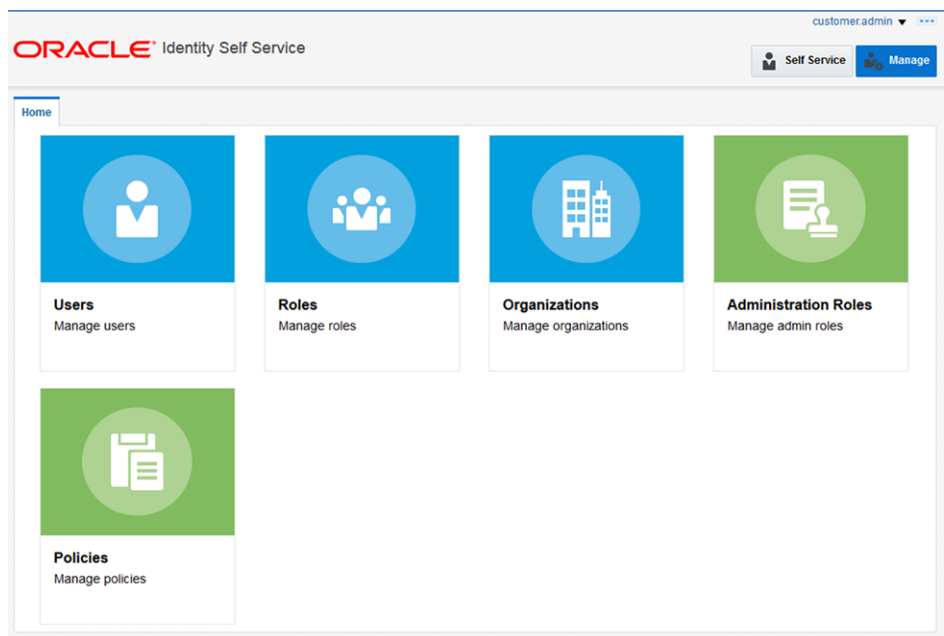 customer.admin
ORACLE Identity Self Service
Self Service
Manage
Home
Users
Manage users
Roles
Manage roles
Organizations
Manage organizations
Administration Roles
Manage admin roles
Policies
Manage policies